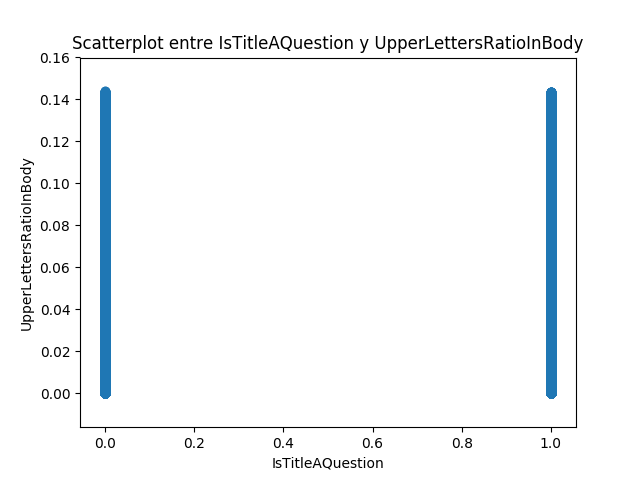 Scatterplot entre IsTitleAQuestion y UpperLettersRatioInBody
0.16
0.14
0.12
0.10
0.08
0.06
0.04
0.02
0.00
UpperLettersRatioInBody
0.0 0.2 0.4 0.6 0.8 1.0
IsTitleAQuestion